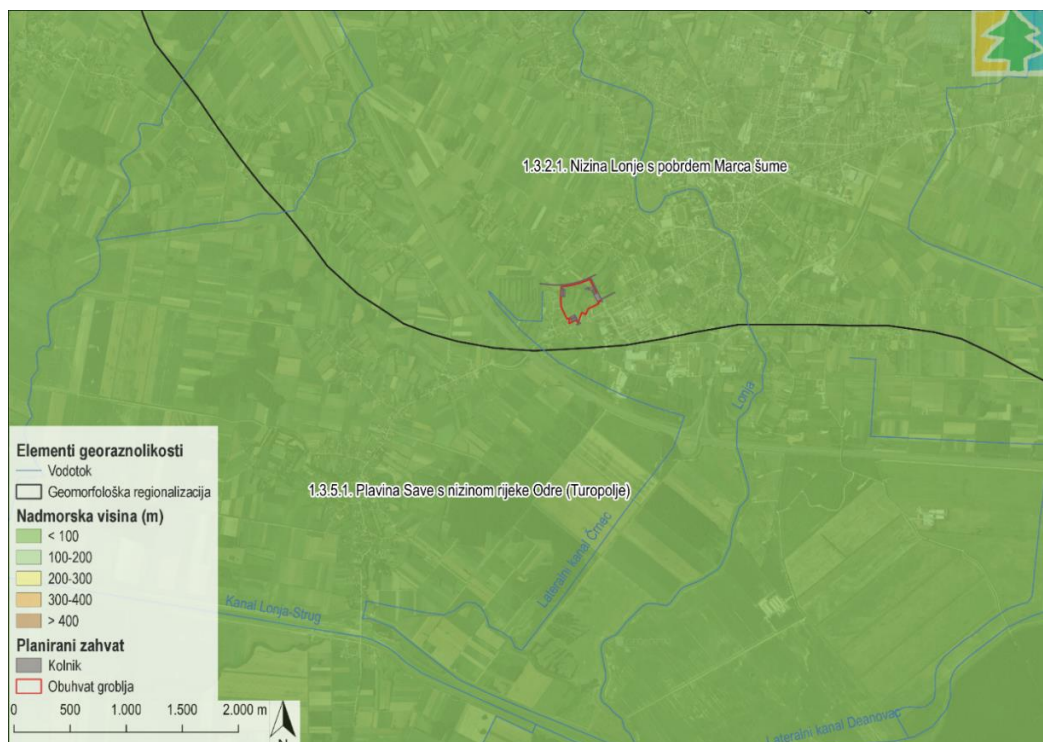 1.3.2.1. Nizina Lonje s pobrđem Marča šume
Lonja
1.3.5.1. Plavina Save s nizinom rijeke Odre (Turopolje)
Lateralni kanal Črnec
Kanal Lonja-Strug
Lateralni kanal Deanovac
Elementi georaznolikosti
Vodotok
Geomorfološka regionalizacija
Nadmorska visina (m)
< 100
100-200
200-300
300-400
> 400
Planirani zahvat
Kolnik
Obuhvat groblja
0 500 1.000 1.500 2.000 m
N